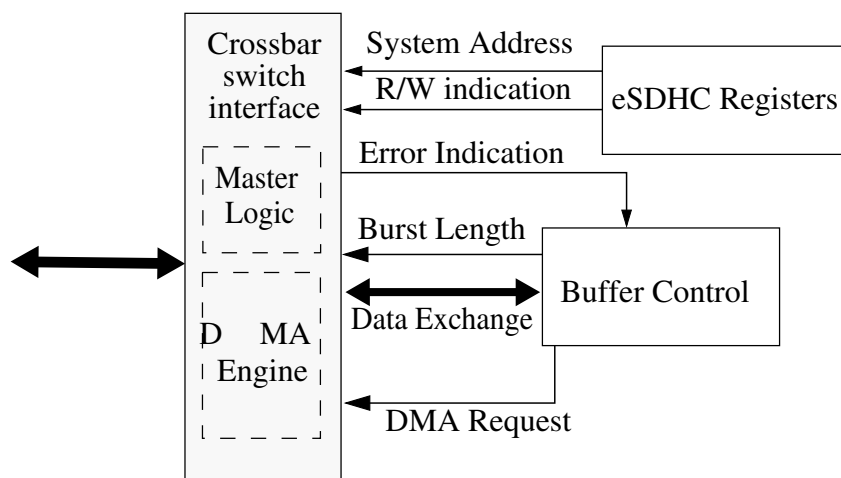 Crossbar
switch
interface
System Address
R/W indication
eSDHC Registers
Error Indication
Master
Logic
Burst Length
Buffer Control
Data Exchange
D MA
Engine
DMA Request